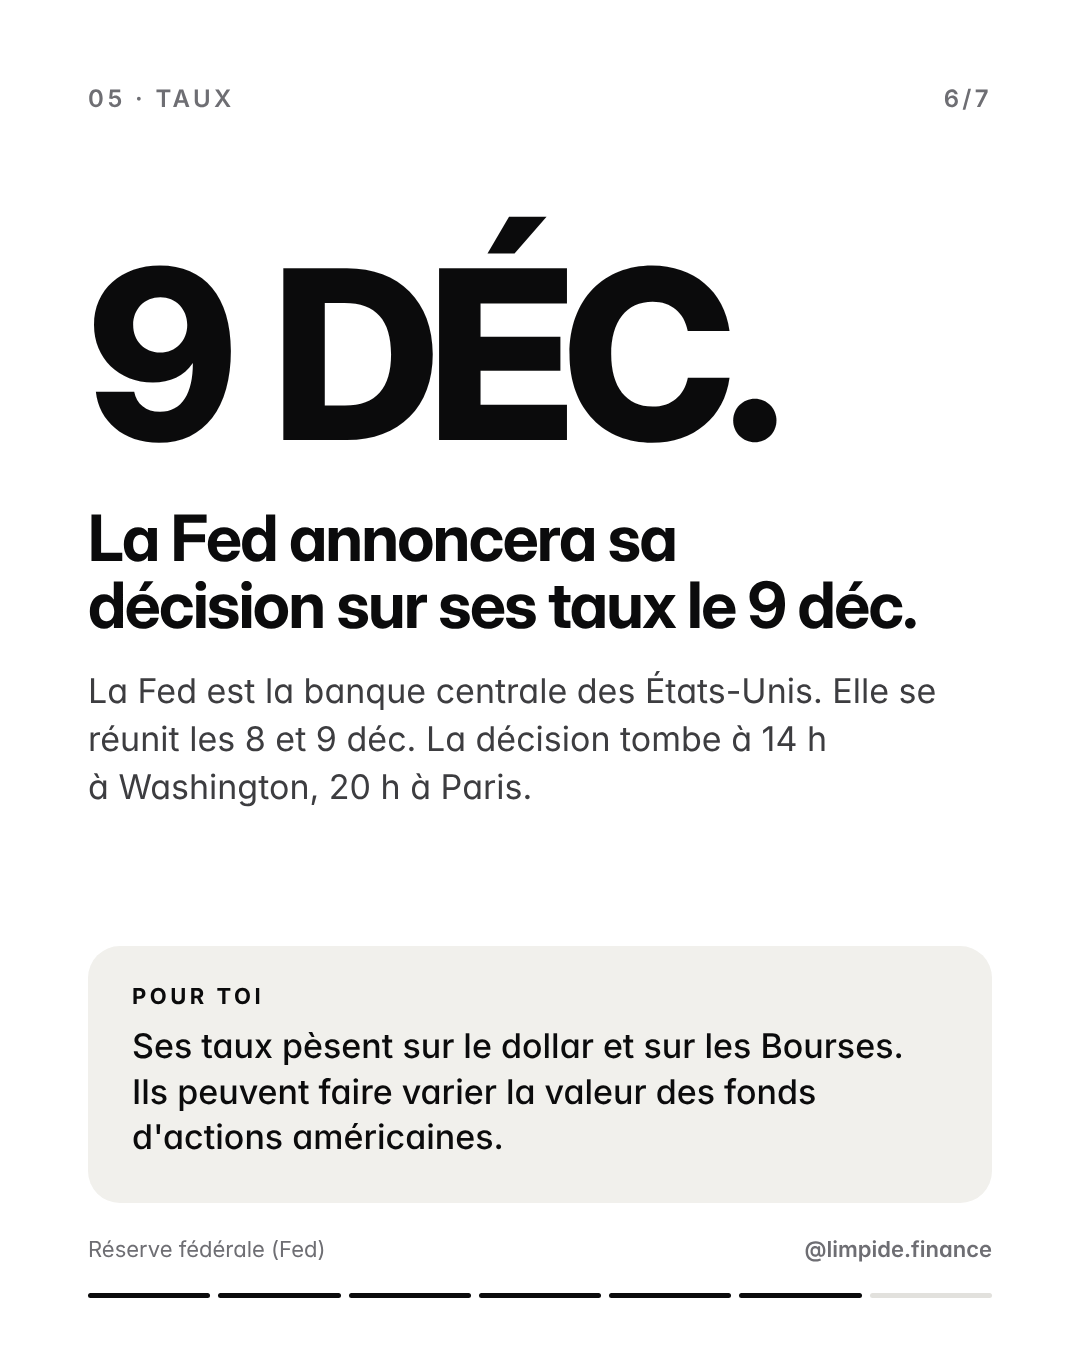 05 · TAUX
6/7
9 DÉC.
La Fed annoncera sa
décision sur ses taux le 9 déc.
La Fed est la banque centrale des États-Unis. Elle se
réunit les 8 et 9 déc. La décision tombe à 14 h
à Washington, 20 h à Paris.
POUR TOI
Ses taux pèsent sur le dollar et sur les Bourses.
Ils peuvent faire varier la valeur des fonds
d'actions américaines.
Réserve fédérale (Fed)
@limpide.finance